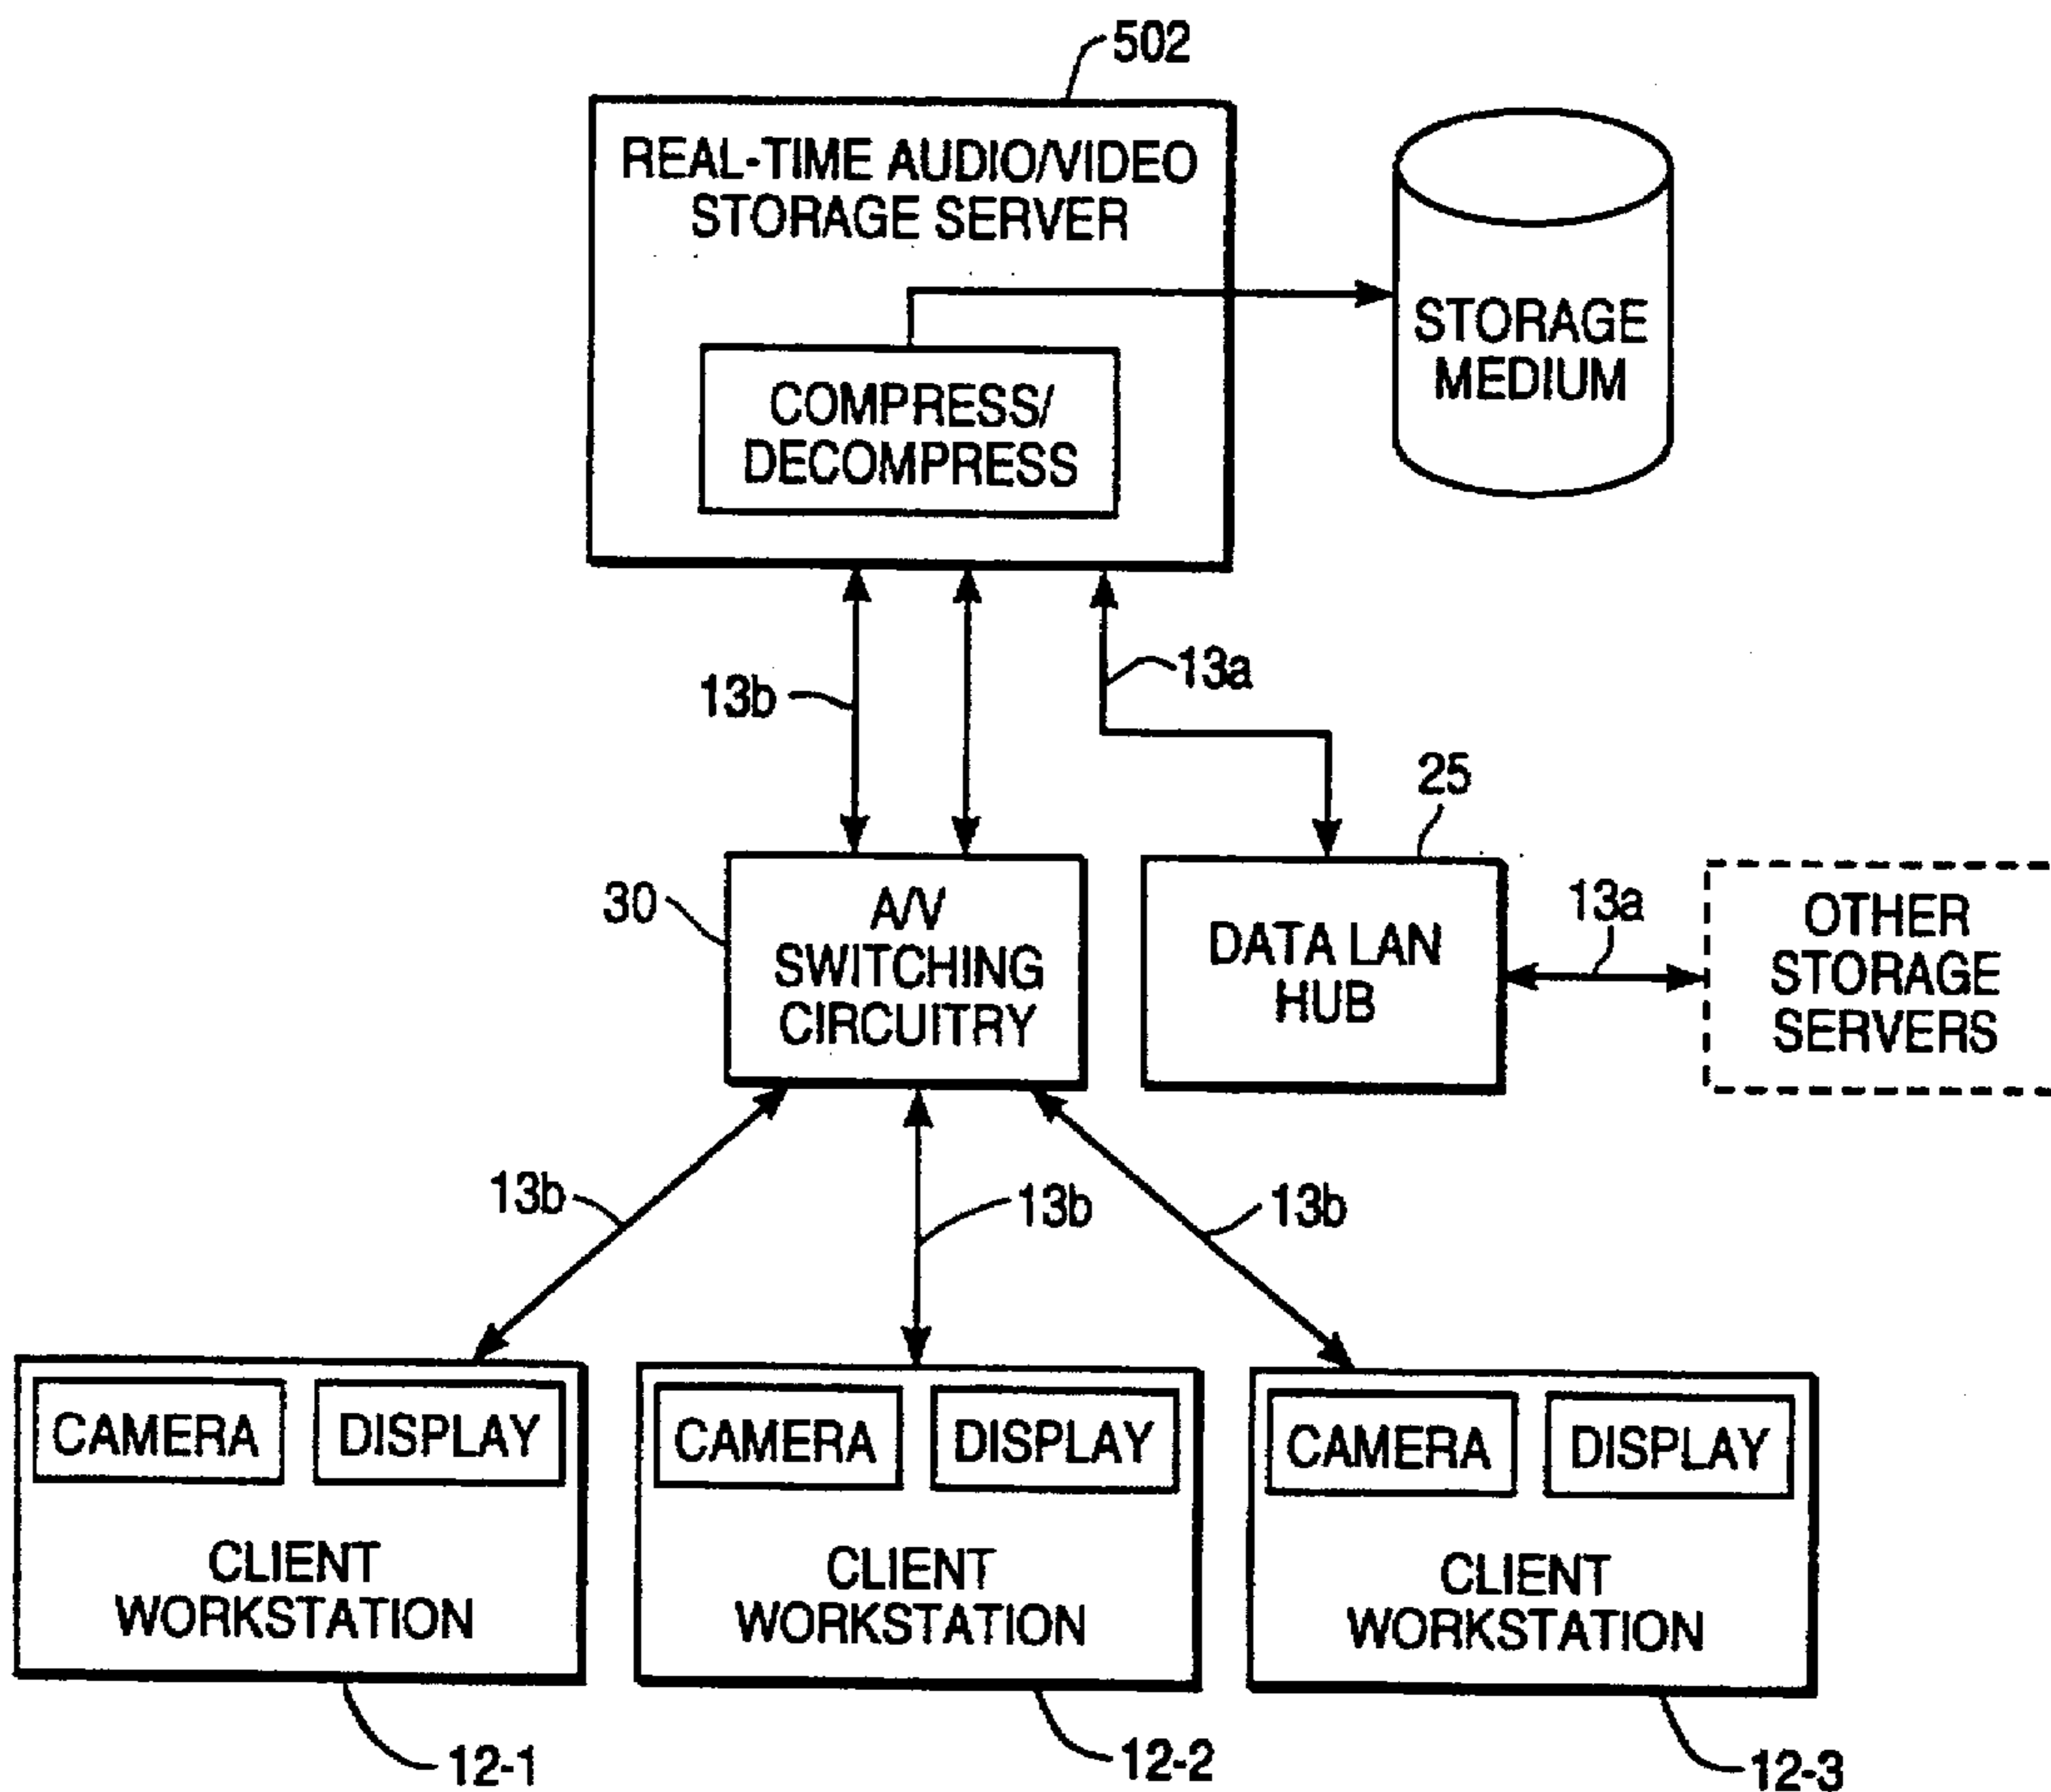 502
REAL-TIME AUDIO/VIDEO
STORAGE SERVER
COMPRESS/
DECOMPRESS
STORAGE
MEDIUM
13b
13a
25
30
A/V
SWITCHING
CIRCUITRY
DATA LAN
HUB
13a
OTHER
STORAGE
SERVERS
13b
13b
13b
CAMERA
DISPLAY
CLIENT
WORKSTATION
CAMERA
DISPLAY
CLIENT
WORKSTATION
CAMERA
DISPLAY
CLIENT
WORKSTATION
12-1
12-2
12-3